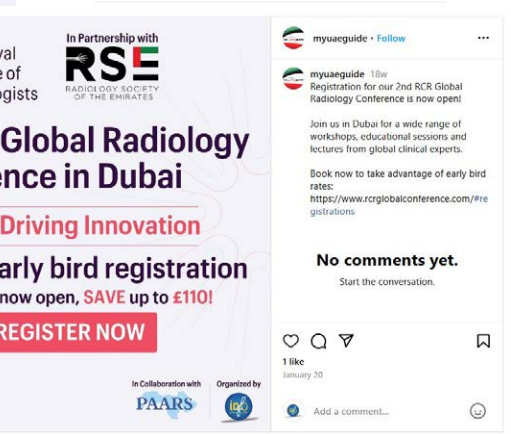 In Partnership with
RSE
RADIOLOGY SOCIETY
OF THE EMIRATES
val
e of
ogists
Global Radiology
ence in Dubai
Driving Innovation
arly bird registration
now open, SAVE up to £110!
REGISTER NOW
In Collaboration with
PAARS
Organized by
myuaeguide • Follow
myuaeguide 18w
Registration for our 2nd RCR Global
Radiology Conference is now open!
Join us in Dubai for a wide range of
workshops, educational sessions and
lectures from global clinical experts.
Book now to take advantage of early bird
rates:
https://www.rcrglobalconference.com/#re
gistrations
No comments yet.
Start the conversation.
1 like
January 20
Add a comment...